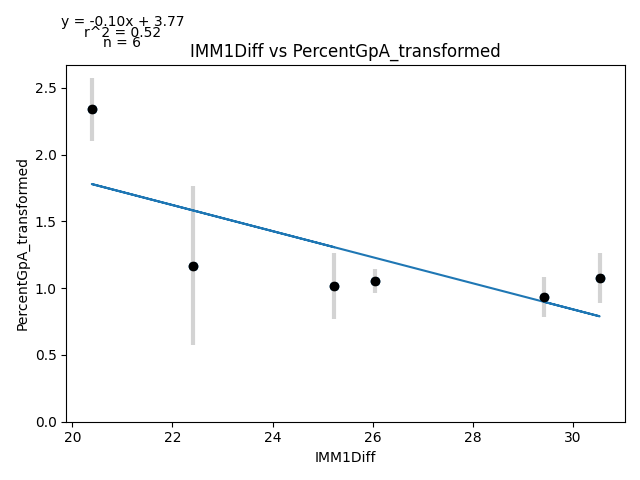 y = -0.10x + 3.77
r^2 = 0.52
n = 6
IMM1Diff vs PercentGpA_transformed
PercentGpA_transformed
2.5
2.0
1.5
1.0
0.5
0.0
20 22 24 26 28 30
IMM1Diff